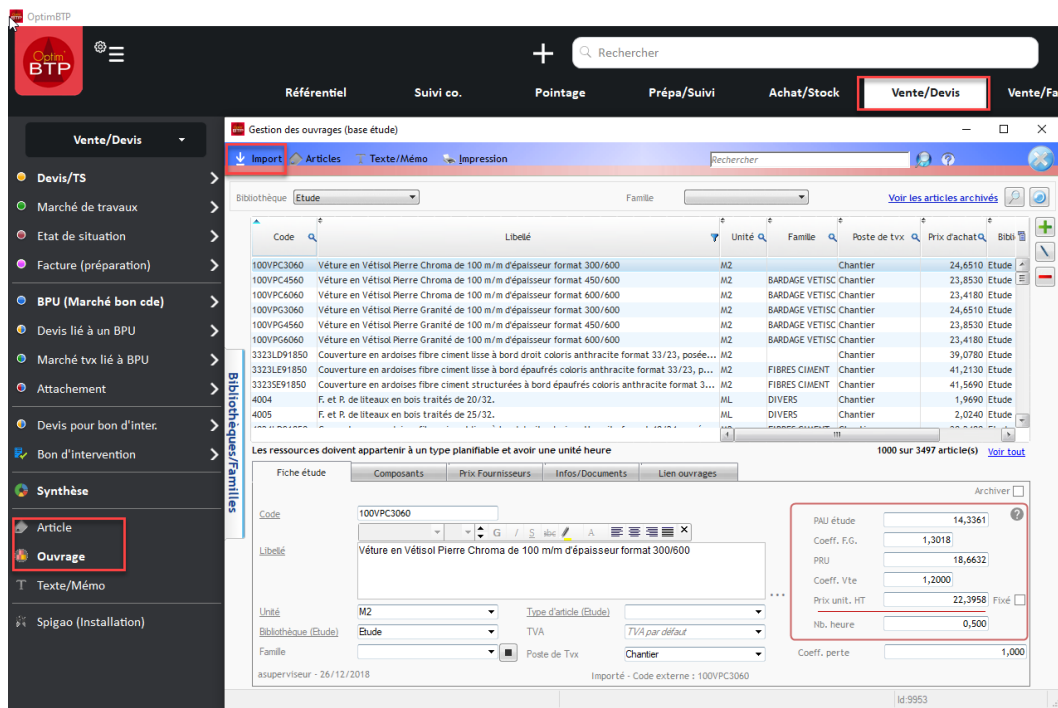 OptimBTP
Optim'
BTP
Rechercher
Référentiel Suivi co. Pointage Prépa/Suivi Achat/Stock Vente/Devis Vente/Fa
Vente/Devis
Devis/TS
Marché de travaux
Etat de situation
Facture (préparation)
BPU (Marché bon cde)
Devis lié à un BPU
Marché tvx lié à BPU
Attachement
Devis pour bon d'inter.
Bon d'intervention
Synthèse
Article
Ouvrage
Texte/Mémo
Spigao (Installation)
Gestion des ouvrages (base étude)
Import Articles Texte/Mémo Impression Rechercher
Bibliothèque Etude Famille Voir les articles archivés
Code Libellé Unité Famille Poste de tvx Prix d'achat Bibli
100VPC3060 Vêture en Vétisol Pierre Chroma de 100 m/m d'épaisseur format 300/600 M2 Chantier 24,6510 Etude
100VPC4560 Vêture en Vétisol Pierre Chroma de 100 m/m d'épaisseur format 450/600 M2 BARDAGE VETISC Chantier 23,8530 Etude
100VPC6060 Vêture en Vétisol Pierre Chroma de 100 m/m d'épaisseur format 600/600 M2 BARDAGE VETISC Chantier 23,4180 Etude
100VPG3060 Vêture en Vétisol Pierre Granité de 100 m/m d'épaisseur format 300/600 M2 BARDAGE VETISC Chantier 24,6510 Etude
100VPG4560 Vêture en Vétisol Pierre Granité de 100 m/m d'épaisseur format 450/600 M2 BARDAGE VETISC Chantier 23,8530 Etude
100VPG6060 Vêture en Vétisol Pierre Granité de 100 m/m d'épaisseur format 600/600 M2 BARDAGE VETISC Chantier 23,4180 Etude
3323LD91850 Couverture en ardoises fibre ciment lisse à bord droit coloris anthracite format 33/23, posée... M2 Chantier 39,0780 Etude
3323LE91850 Couverture en ardoises fibre ciment lisse à bord épaufrés coloris anthracite format 33/23, p... M2 FIBRES CIMENT Chantier 41,2130 Etude
3323SE91850 Couverture en ardoises fibre ciment structurées à bord épaufrés coloris anthracite format 3... M2 FIBRES CIMENT Chantier 41,5690 Etude
4004 F. et P. de liteaux en bois traités de 20/32. ML DIVERS Chantier 1,9690 Etude
4005 F. et P. de liteaux en bois traités de 25/32. ML DIVERS Chantier 2,0240 Etude
Bibliothèques/Familles
Les ressources doivent appartenir à un type planifiable et avoir une unité heure 1000 sur 3497 article(s) Voir tout
Fiche étude Composants Prix Fournisseurs Infos/Documents Lien ouvrages
Archiver
Code 100VPC3060
G I S abc A
Libellé Vêture en Vétisol Pierre Chroma de 100 m/m d'épaisseur format 300/600
Unité M2 Type d'article (Etude)
Bibliothèque (Etude) Etude TVA TVA par défaut
Famille Poste de Tvx Chantier
PAU étude 14,3361
Coeff. F.G. 1,3018
PRU 18,6632
Coeff. Vte 1,2000
Prix unit. HT 22,3958 Fixé
Nb. heure 0,500
Coeff. perte 1,000
asuperviseur - 26/12/2018 Importé - Code externe : 100VPC3060
Id:9953